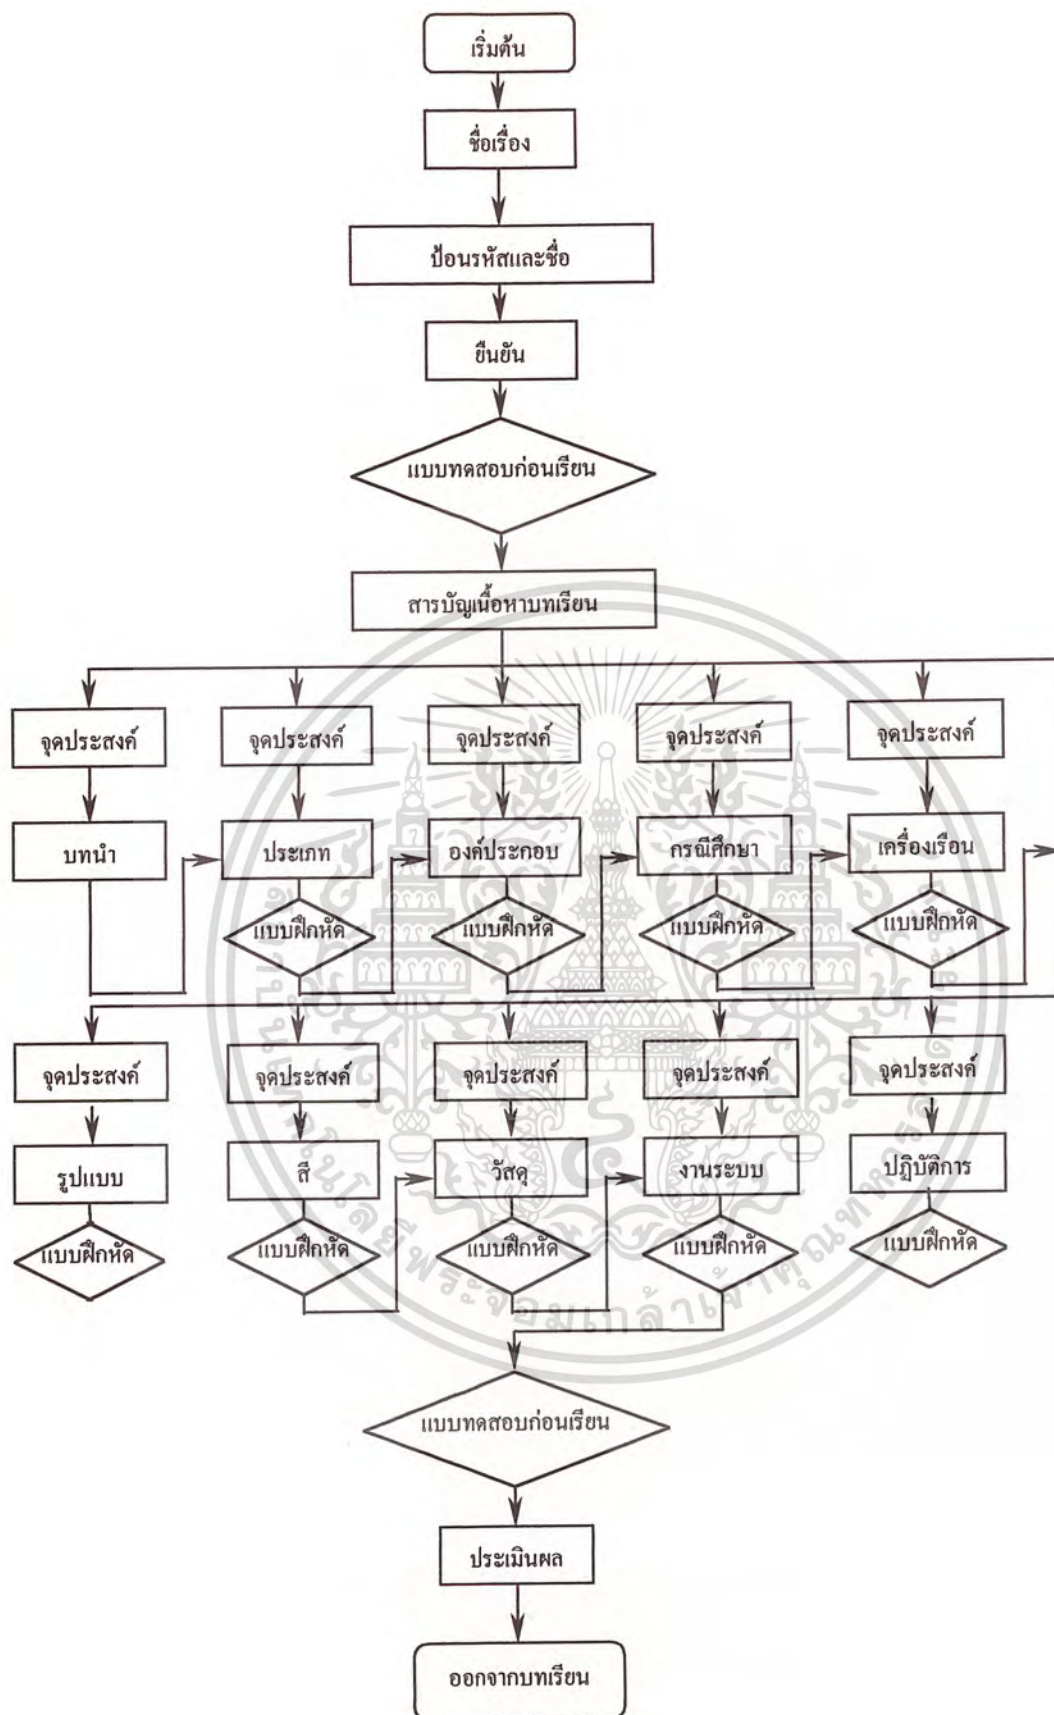 เริ่มต้น
ชื่อเรื่อง
ป้อนรหัสและชื่อ
ยืนยัน
แบบทดสอบก่อนเรียน
สารบัญเนื้อหาบทเรียน
จุดประสงค์ จุดประสงค์ จุดประสงค์ จุดประสงค์ จุดประสงค์
บทนำ ประเภท องค์ประกอบ กรณีศึกษา เครื่องเรือน
แบบฝึกหัด แบบฝึกหัด แบบฝึกหัด แบบฝึกหัด
จุดประสงค์ จุดประสงค์ จุดประสงค์ จุดประสงค์ จุดประสงค์
รูปแบบ สี วัสดุ งานระบบ ปฏิบัติการ
แบบฝึกหัด แบบฝึกหัด แบบฝึกหัด แบบฝึกหัด แบบฝึกหัด
แบบทดสอบก่อนเรียน
ประเมินผล
ออกจากบทเรียน